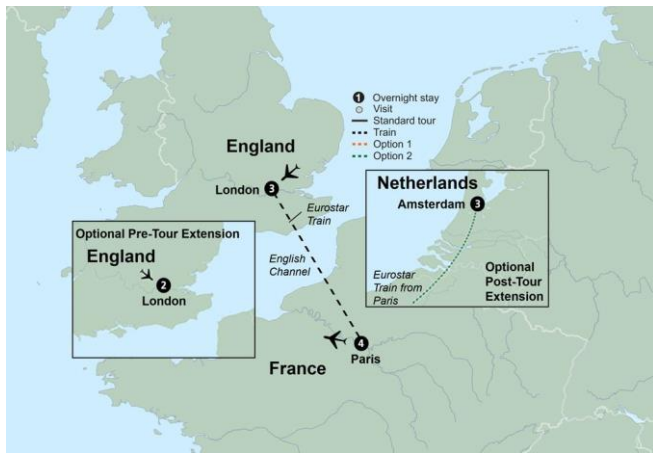 1 Overnight stay
Visit
Standard tour
Train
Option 1
Option 2
England
London 3
Eurostar
Train
English
Channel
4
Paris
France
Optional Pre-Tour Extension
England
2
London
Netherlands
Amsterdam 3
Eurostar
Train from
Paris
Optional
Post-Tour
Extension